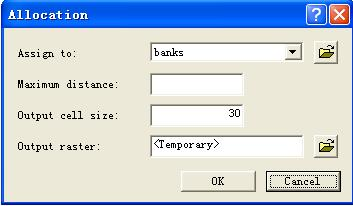 Allocation
Assign to: banks
Maximum distance:
Output cell size: 30
Output raster: <Temporary>
OK Cancel